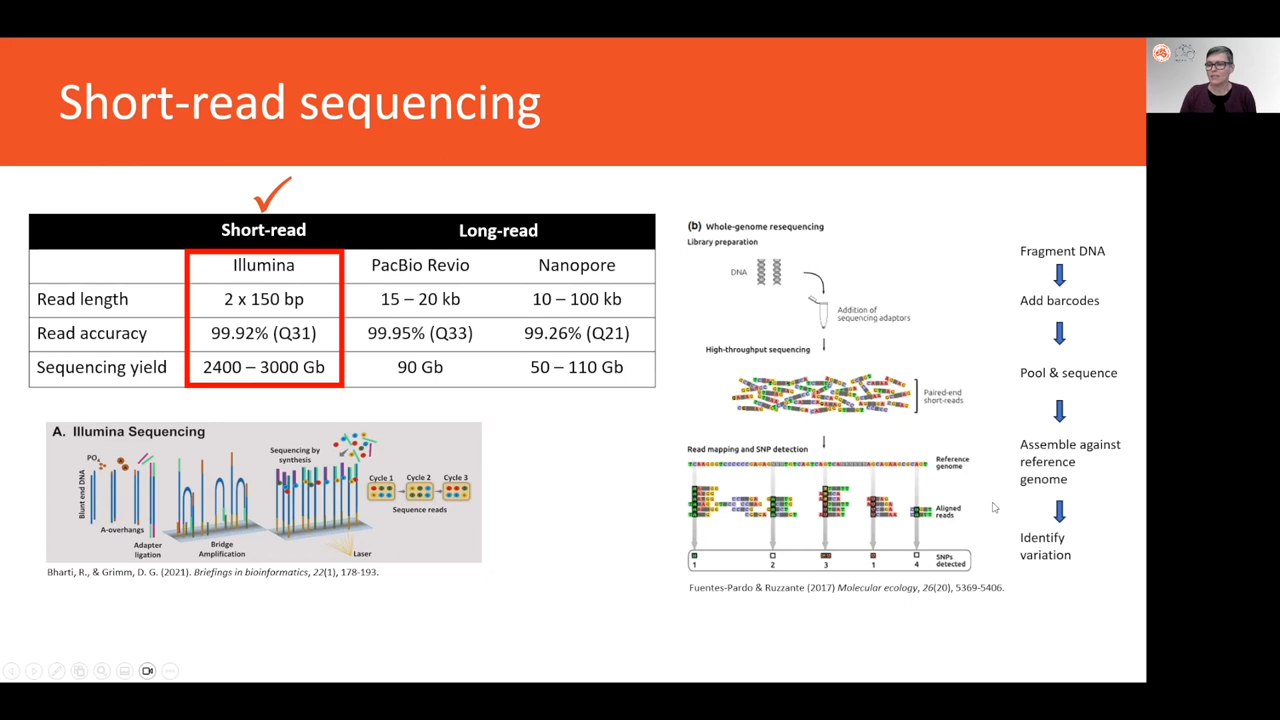 Short-read sequencing
Short-read Long-read
Illumina PacBio Revio Nanopore
Read length 2 x 150 bp 15 – 20 kb 10 – 100 kb
Read accuracy 99.92% (Q31) 99.95% (Q33) 99.26% (Q21)
Sequencing yield 2400 – 3000 Gb 90 Gb 50 – 110 Gb
A. Illumina Sequencing
PO4
Blunt end DNA
A-overhangs
Adapter
ligation
Bridge
Amplification
Sequencing by
synthesis
Laser
Cycle 1 Cycle 2 Cycle 3
Sequence reads
Bharti, R., & Grimm, D. G. (2021). Briefings in bioinformatics, 22(1), 178-193.
(b) Whole-genome resequencing
Library preparation
DNA
Addition of
sequencing adaptors
High-throughput sequencing
Paired-end
short-reads
Read mapping and SNP detection
Reference
genome
Aligned
reads
SNPs
detected
1 2 3 1 4
Fuentes-Pardo & Ruzzante (2017) Molecular ecology, 26(20), 5369-5406.
Fragment DNA
Add barcodes
Pool & sequence
Assemble against
reference
genome
Identify
variation